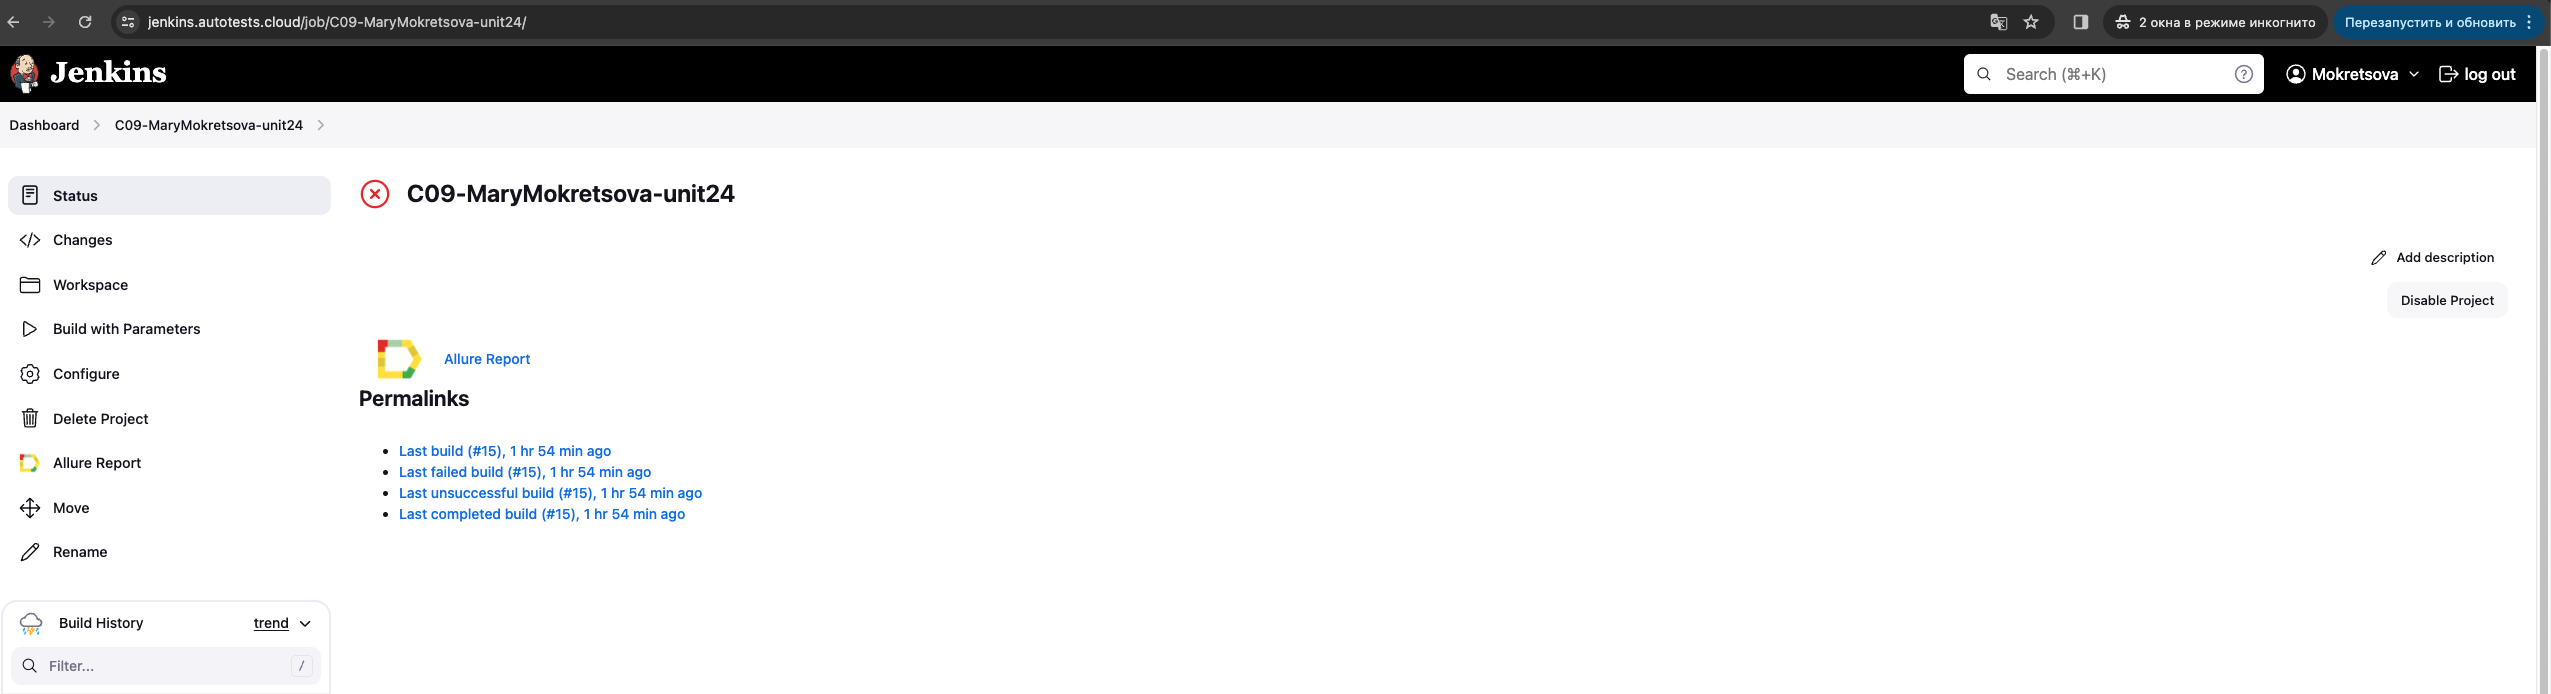 jenkins.autotests.cloud/job/C09-MaryMokretsova-unit24/
2 окна в режиме инкогнито
Перезапустить и обновить
Jenkins
Search (⌘+K)
?
Mokretsova
log out
Dashboard
C09-MaryMokretsova-unit24
Status
Changes
Workspace
Build with Parameters
Configure
Delete Project
Allure Report
Move
Rename
Build History
trend
Filter...
/
C09-MaryMokretsova-unit24
Add description
Disable Project
Allure Report
Permalinks
Last build (#15), 1 hr 54 min ago
Last failed build (#15), 1 hr 54 min ago
Last unsuccessful build (#15), 1 hr 54 min ago
Last completed build (#15), 1 hr 54 min ago